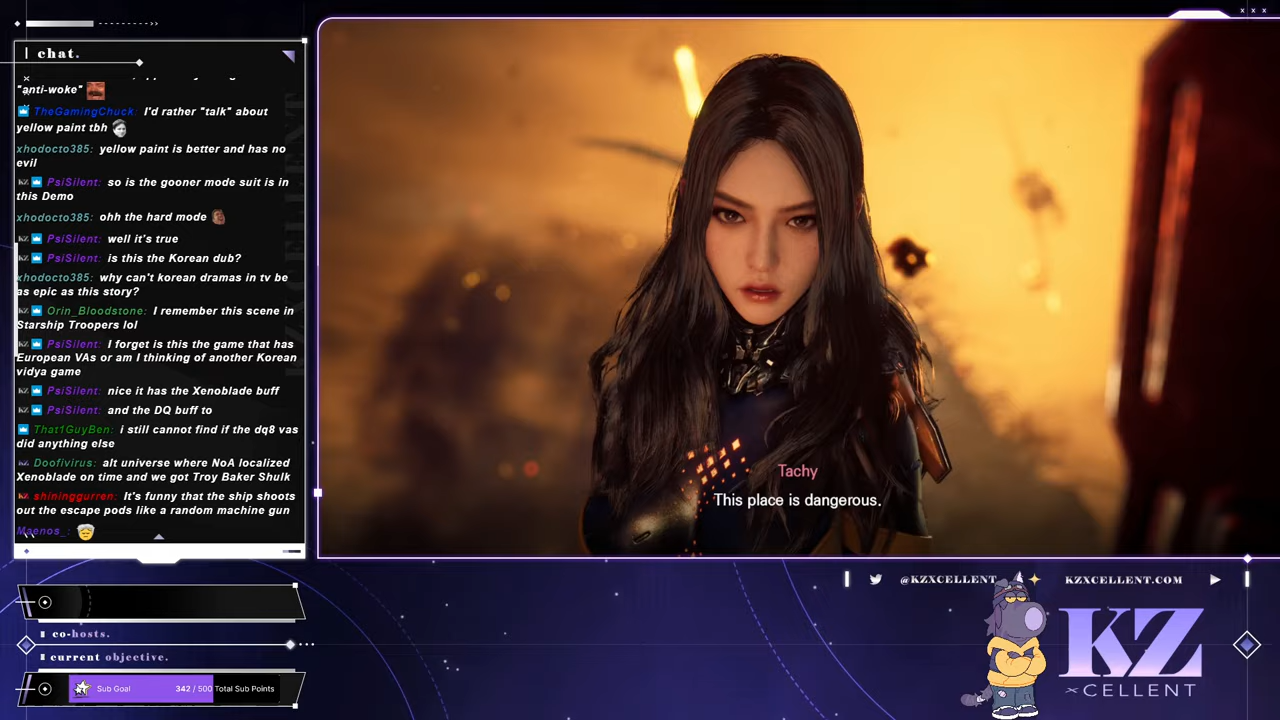 chat.
"anti-woke"
TheGamingChuck: I'd rather "talk" about
yellow paint tbh
xhodocto385: yellow paint is better and has no
evil
PsiSilent: so is the gooner mode suit is in
this Demo
xhodocto385: ohh the hard mode
PsiSilent: well it's true
PsiSilent: is this the Korean dub?
xhodocto385: why can't korean dramas in tv be
as epic as this story?
Orin_Bloodstone: I remember this scene in
Starship Troopers lol
PsiSilent: I forget is this the game that has
European VAs or am I thinking of another Korean
vidya game
PsiSilent: nice it has the Xenoblade buff
PsiSilent: and the DQ buff to
That1GuyBen: i still cannot find if the dq8 vas
did anything else
Doofivirus: alt universe where NoA localized
Xenoblade on time and we got Troy Baker Shulk
shininggurren: It's funny that the ship shoots
out the escape pods like a random machine gun
Maenos_:
Tachy
This place is dangerous.
@KZXCELLENT
KZXCELLENT.COM
co-hosts.
current objective.
Sub Goal 342 / 500 Total Sub Points
KZ
XCELLENT